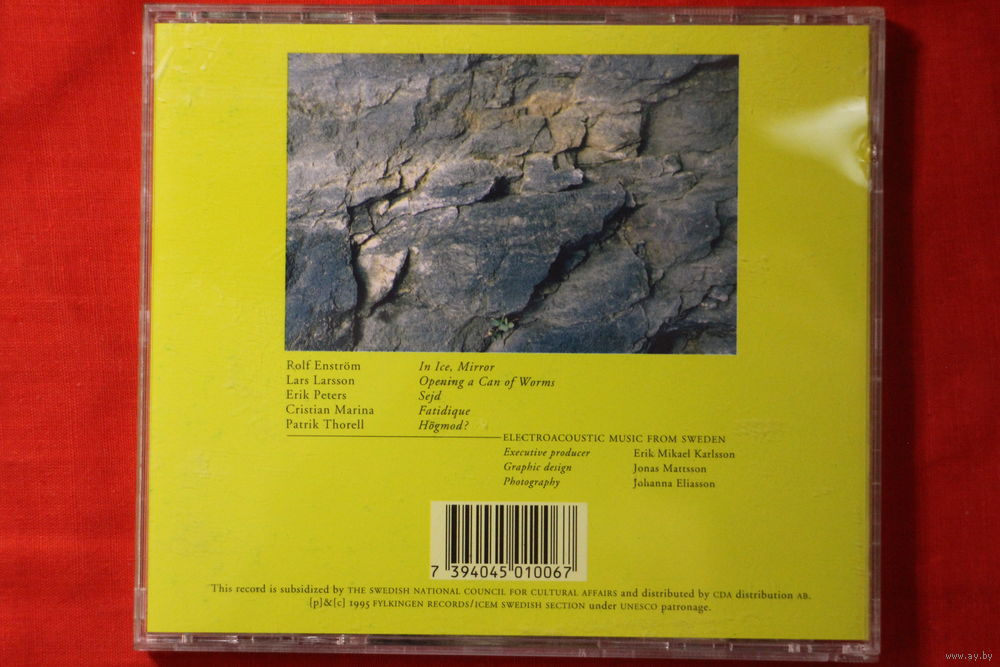 Rolf Enström In Ice, Mirror
Lars Larsson Opening a Can of Worms
Erik Peters Sejd
Cristian Marina Fatidique
Patrik Thorell Högmod?
ELECTROACOUSTIC MUSIC FROM SWEDEN
Executive producer Erik Mikael Karlsson
Graphic design Jonas Mattsson
Photography Johanna Eliasson
7 394045 010067
This record is subsidized by THE SWEDISH NATIONAL COUNCIL FOR CULTURAL AFFAIRS and distributed by CDA distribution AB.
[p]&[c] 1995 FYLKINGEN RECORDS/ICEM SWEDISH SECTION under UNESCO patronage.
www.ay.by